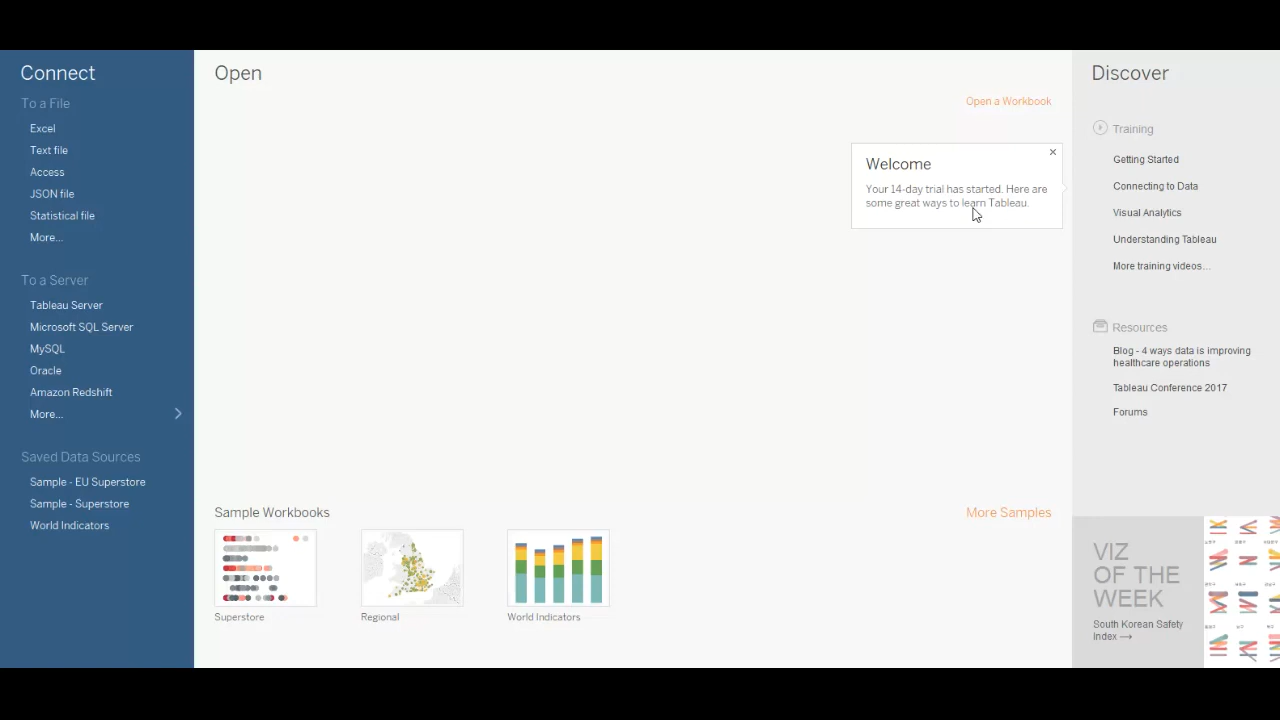 Connect
To a File
Excel
Text file
Access
JSON file
Statistical file
More...
To a Server
Tableau Server
Microsoft SQL Server
MySQL
Oracle
Amazon Redshift
More...
Saved Data Sources
Sample - EU Superstore
Sample - Superstore
World Indicators
Open
Open a Workbook
Welcome
Your 14-day trial has started. Here are
some great ways to learn Tableau.
Sample Workbooks
More Samples
Superstore
Regional
World Indicators
Discover
Training
Getting Started
Connecting to Data
Visual Analytics
Understanding Tableau
More training videos...
Resources
Blog - 4 ways data is improving
healthcare operations
Tableau Conference 2017
Forums
VIZ
OF THE
WEEK
South Korean Safety
Index →